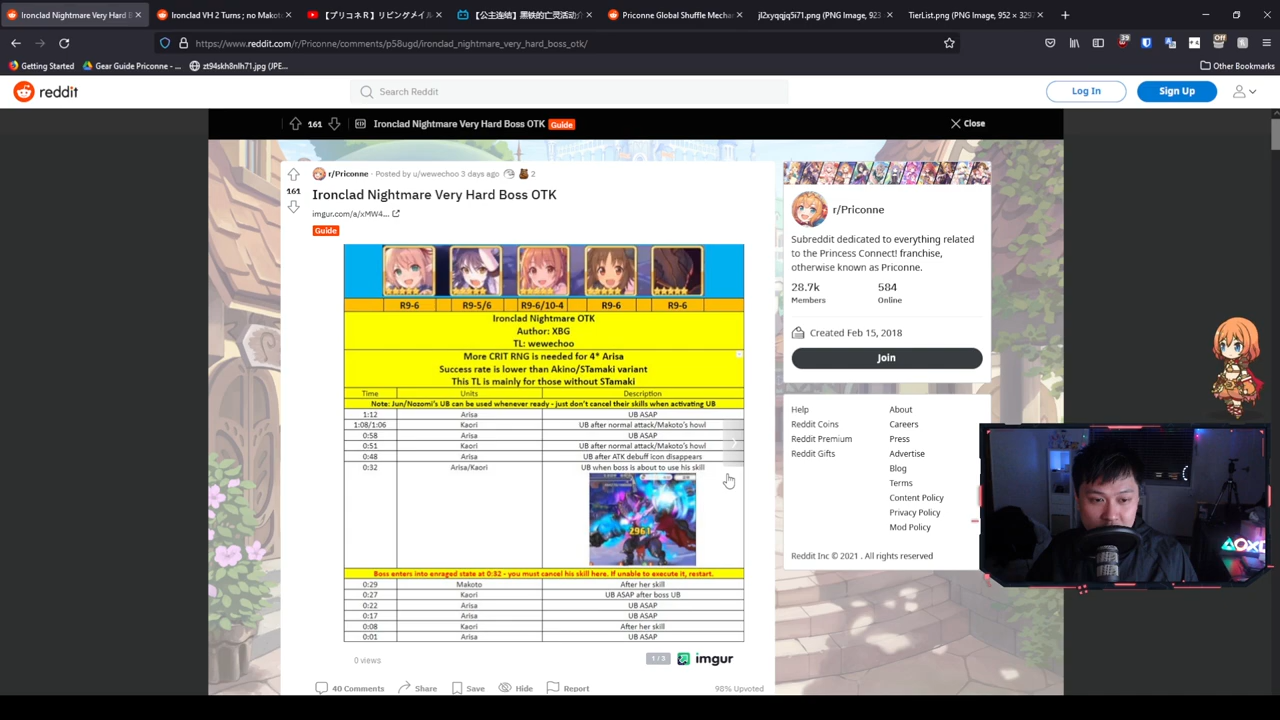 Ironclad Nightmare Very Hard B
Ironclad VH 2 Turns ; no Mako
【プリコネR】リビングメイル
【公主连结】黑铁的亡灵活动
Priconne Global Shuffle Mecha
jl2xyqqjq5i71.png (PNG Image, 923
TierList.png (PNG Image, 952 × 329
https://www.reddit.com/r/Priconne/comments/p58ugd/ironclad_nightmare_very_hard_boss_otk/
39
Off
Getting Started
Gear Guide Priconne - ...
zt94skh8nlh71.jpg (JPE...
Other Bookmarks
reddit
Search Reddit
Log In
Sign Up
161
Ironclad Nightmare Very Hard Boss OTK
Guide
Close
r/Priconne · Posted by u/wewechoo 3 days ago
2
161
Ironclad Nightmare Very Hard Boss OTK
imgur.com/a/xMW4...
Guide
R9-6 R9-5/6 R9-6/10-4 R9-6 R9-6
Ironclad Nightmare OTK
Author: XBG
TL: wewechoo
More CRIT RNG is needed for 4* Arisa
Success rate is lower than Akino/STamaki variant
This TL is mainly for those without STamaki
Time Units Description
Note: Jun/Nozomi's UB can be used whenever ready - just don't cancel their skills when activating UB
1:12 Arisa UB ASAP
1:08/1:06 Kaori UB after normal attack/Makoto's howl
0:58 Arisa UB ASAP
0:51 Kaori UB after normal attack/Makoto's howl
0:48 Arisa UB after ATK debuff icon disappears
0:32 Arisa/Kaori UB when boss is about to use his skill
2961
Boss enters into enraged state at 0:32 - you must cancel his skill here. If unable to execute it, restart.
0:29 Makoto After her skill
0:27 Kaori UB ASAP after boss UB
0:22 Arisa UB ASAP
0:17 Arisa UB ASAP
0:08 Kaori After her skill
0:01 Arisa UB ASAP
0 views
1 / 3
imgur
40 Comments
Share
Save
Hide
Report
98% Upvoted
r/Priconne
Subreddit dedicated to everything related
to the Princess Connect! franchise,
otherwise known as Priconne.
28.7k 584
Members Online
Created Feb 15, 2018
Join
Help About
Reddit Coins Careers
Reddit Premium Press
Reddit Gifts Advertise
Blog
Terms
Content Policy
Privacy Policy
Mod Policy
Reddit Inc © 2021 . All rights reserved